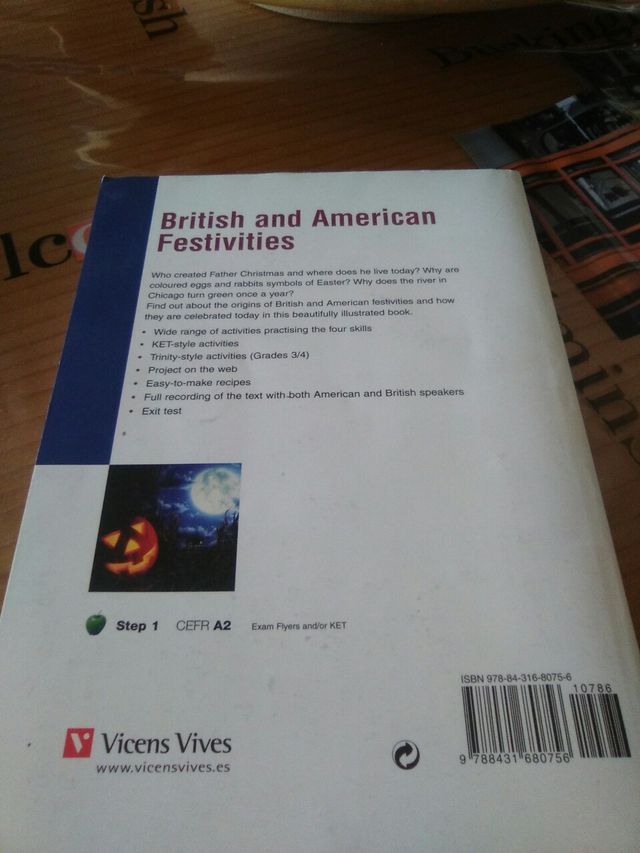 British and American
Festivities
Who created Father Christmas and where does he live today? Why are
coloured eggs and rabbits symbols of Easter? Why does the river in
Chicago turn green once a year?
Find out about the origins of British and American festivities and how
they are celebrated today in this beautifully illustrated book.
• Wide range of activities practising the four skills
• KET-style activities
• Trinity-style activities (Grades 3/4)
• Project on the web
• Easy-to-make recipes
• Full recording of the text with both American and British speakers
• Exit test
Step 1 CEFR A2 Exam Flyers and/or KET
ISBN 978-84-316-8075-6
10786
9 788431 680756
Vicens Vives
www.vicensvives.es